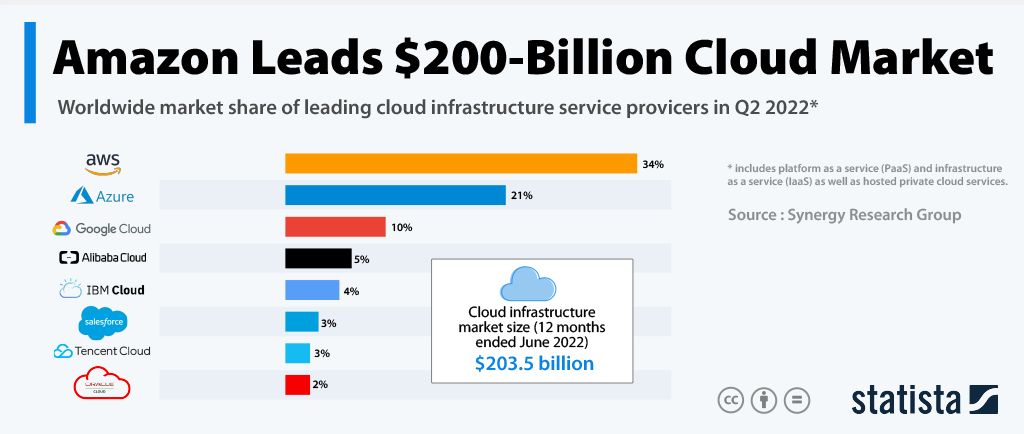 Amazon Leads $200-Billion Cloud Market
Worldwide market share of leading cloud infrastructure service provicers in Q2 2022*
aws
34%
Azure
21%
Google Cloud
10%
Alibaba Cloud
5%
IBM Cloud
4%
salesforce
3%
Tencent Cloud
3%
ORACLE
CLOUD
2%
Cloud infrastructure
market size (12 months
ended June 2022)
$203.5 billion
* includes platform as a service (PaaS) and infrastructure
as a service (IaaS) as well as hosted private cloud services.
Source : Synergy Research Group
cc
statista